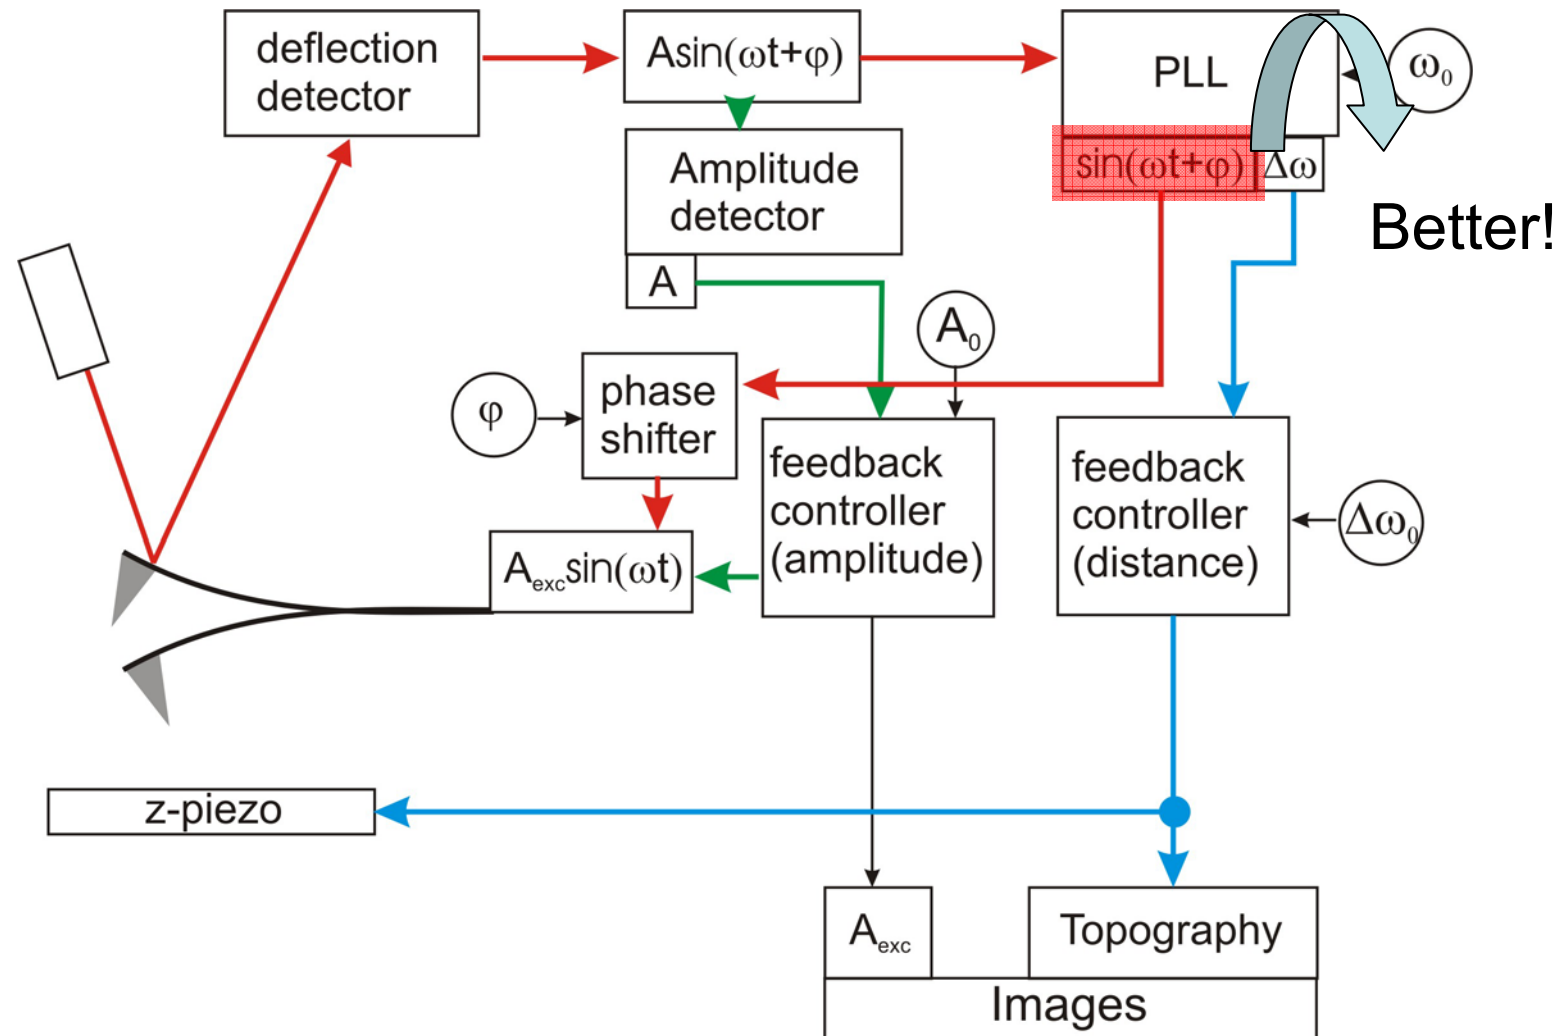 deflection
detector
Asin(ωt+φ)
PLL
ω₀
Amplitude
detector
sin(ωt+φ)
Δω
Better!
A
A₀
φ
phase
shifter
feedback
controller
(amplitude)
feedback
controller
(distance)
Δω₀
Aₑₓcsin(ωt)
z-piezo
Aₑₓc
Topography
Images